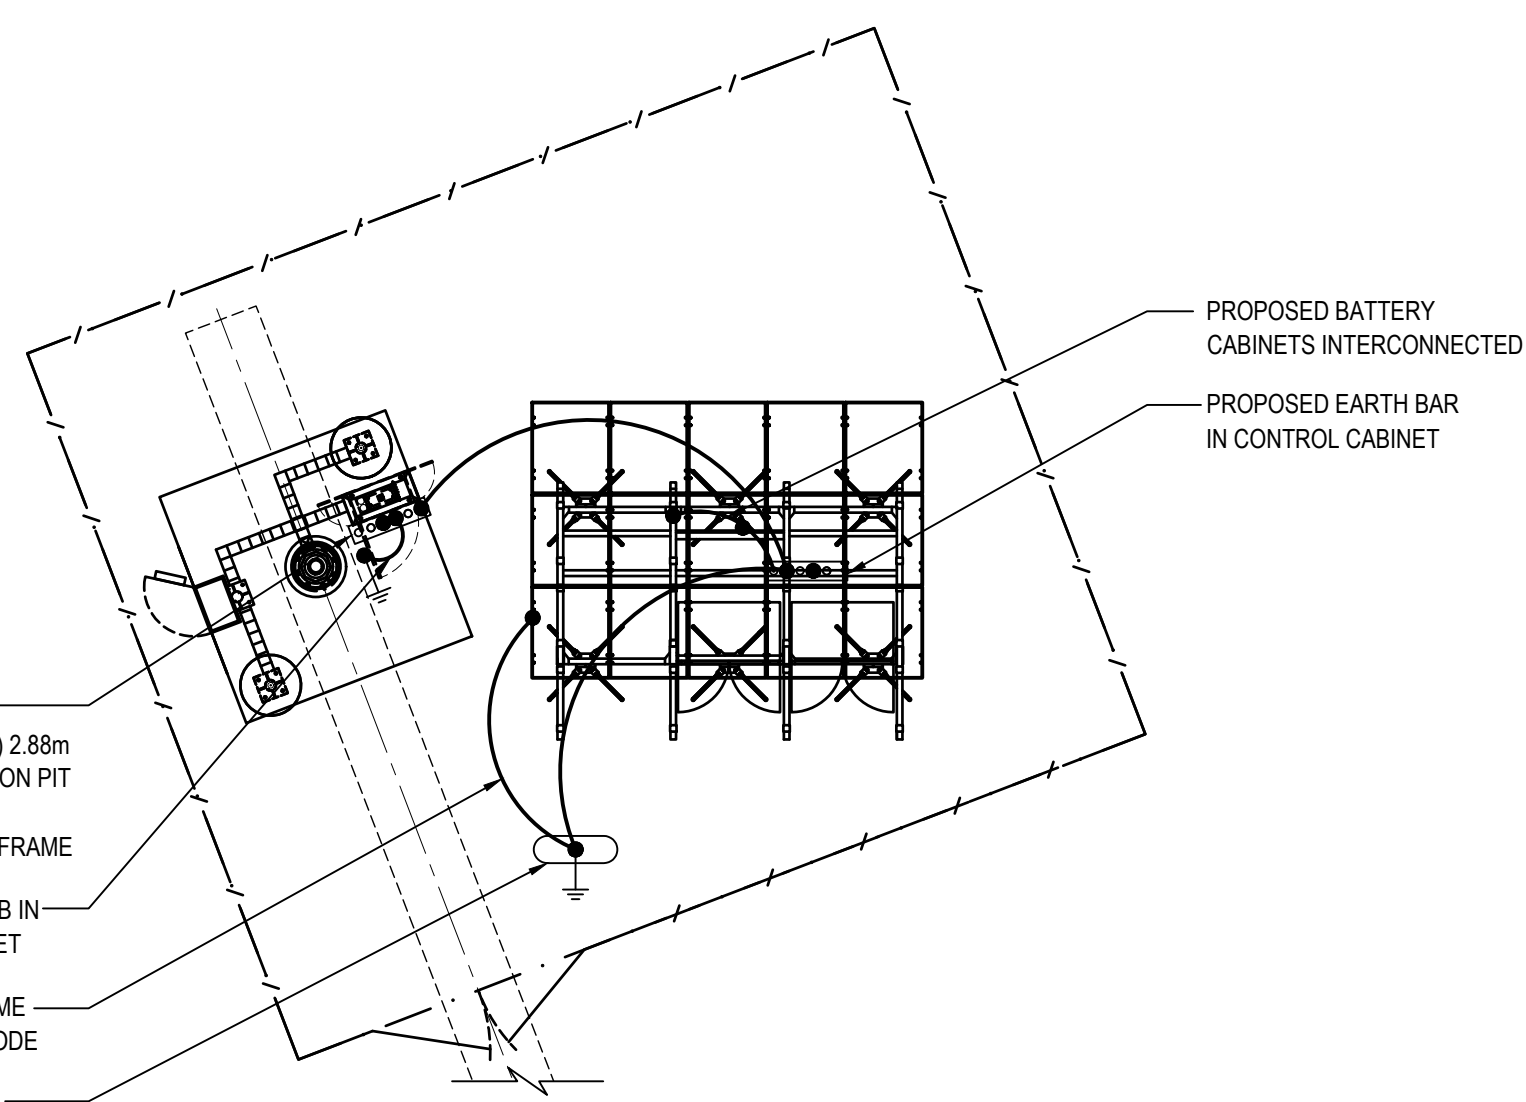 PROPOSED BATTERY
CABINETS INTERCONNECTED
PROPOSED EARTH BAR
IN CONTROL CABINET
) 2.88m
ON PIT
FRAME
B IN
ET
ME
ODE